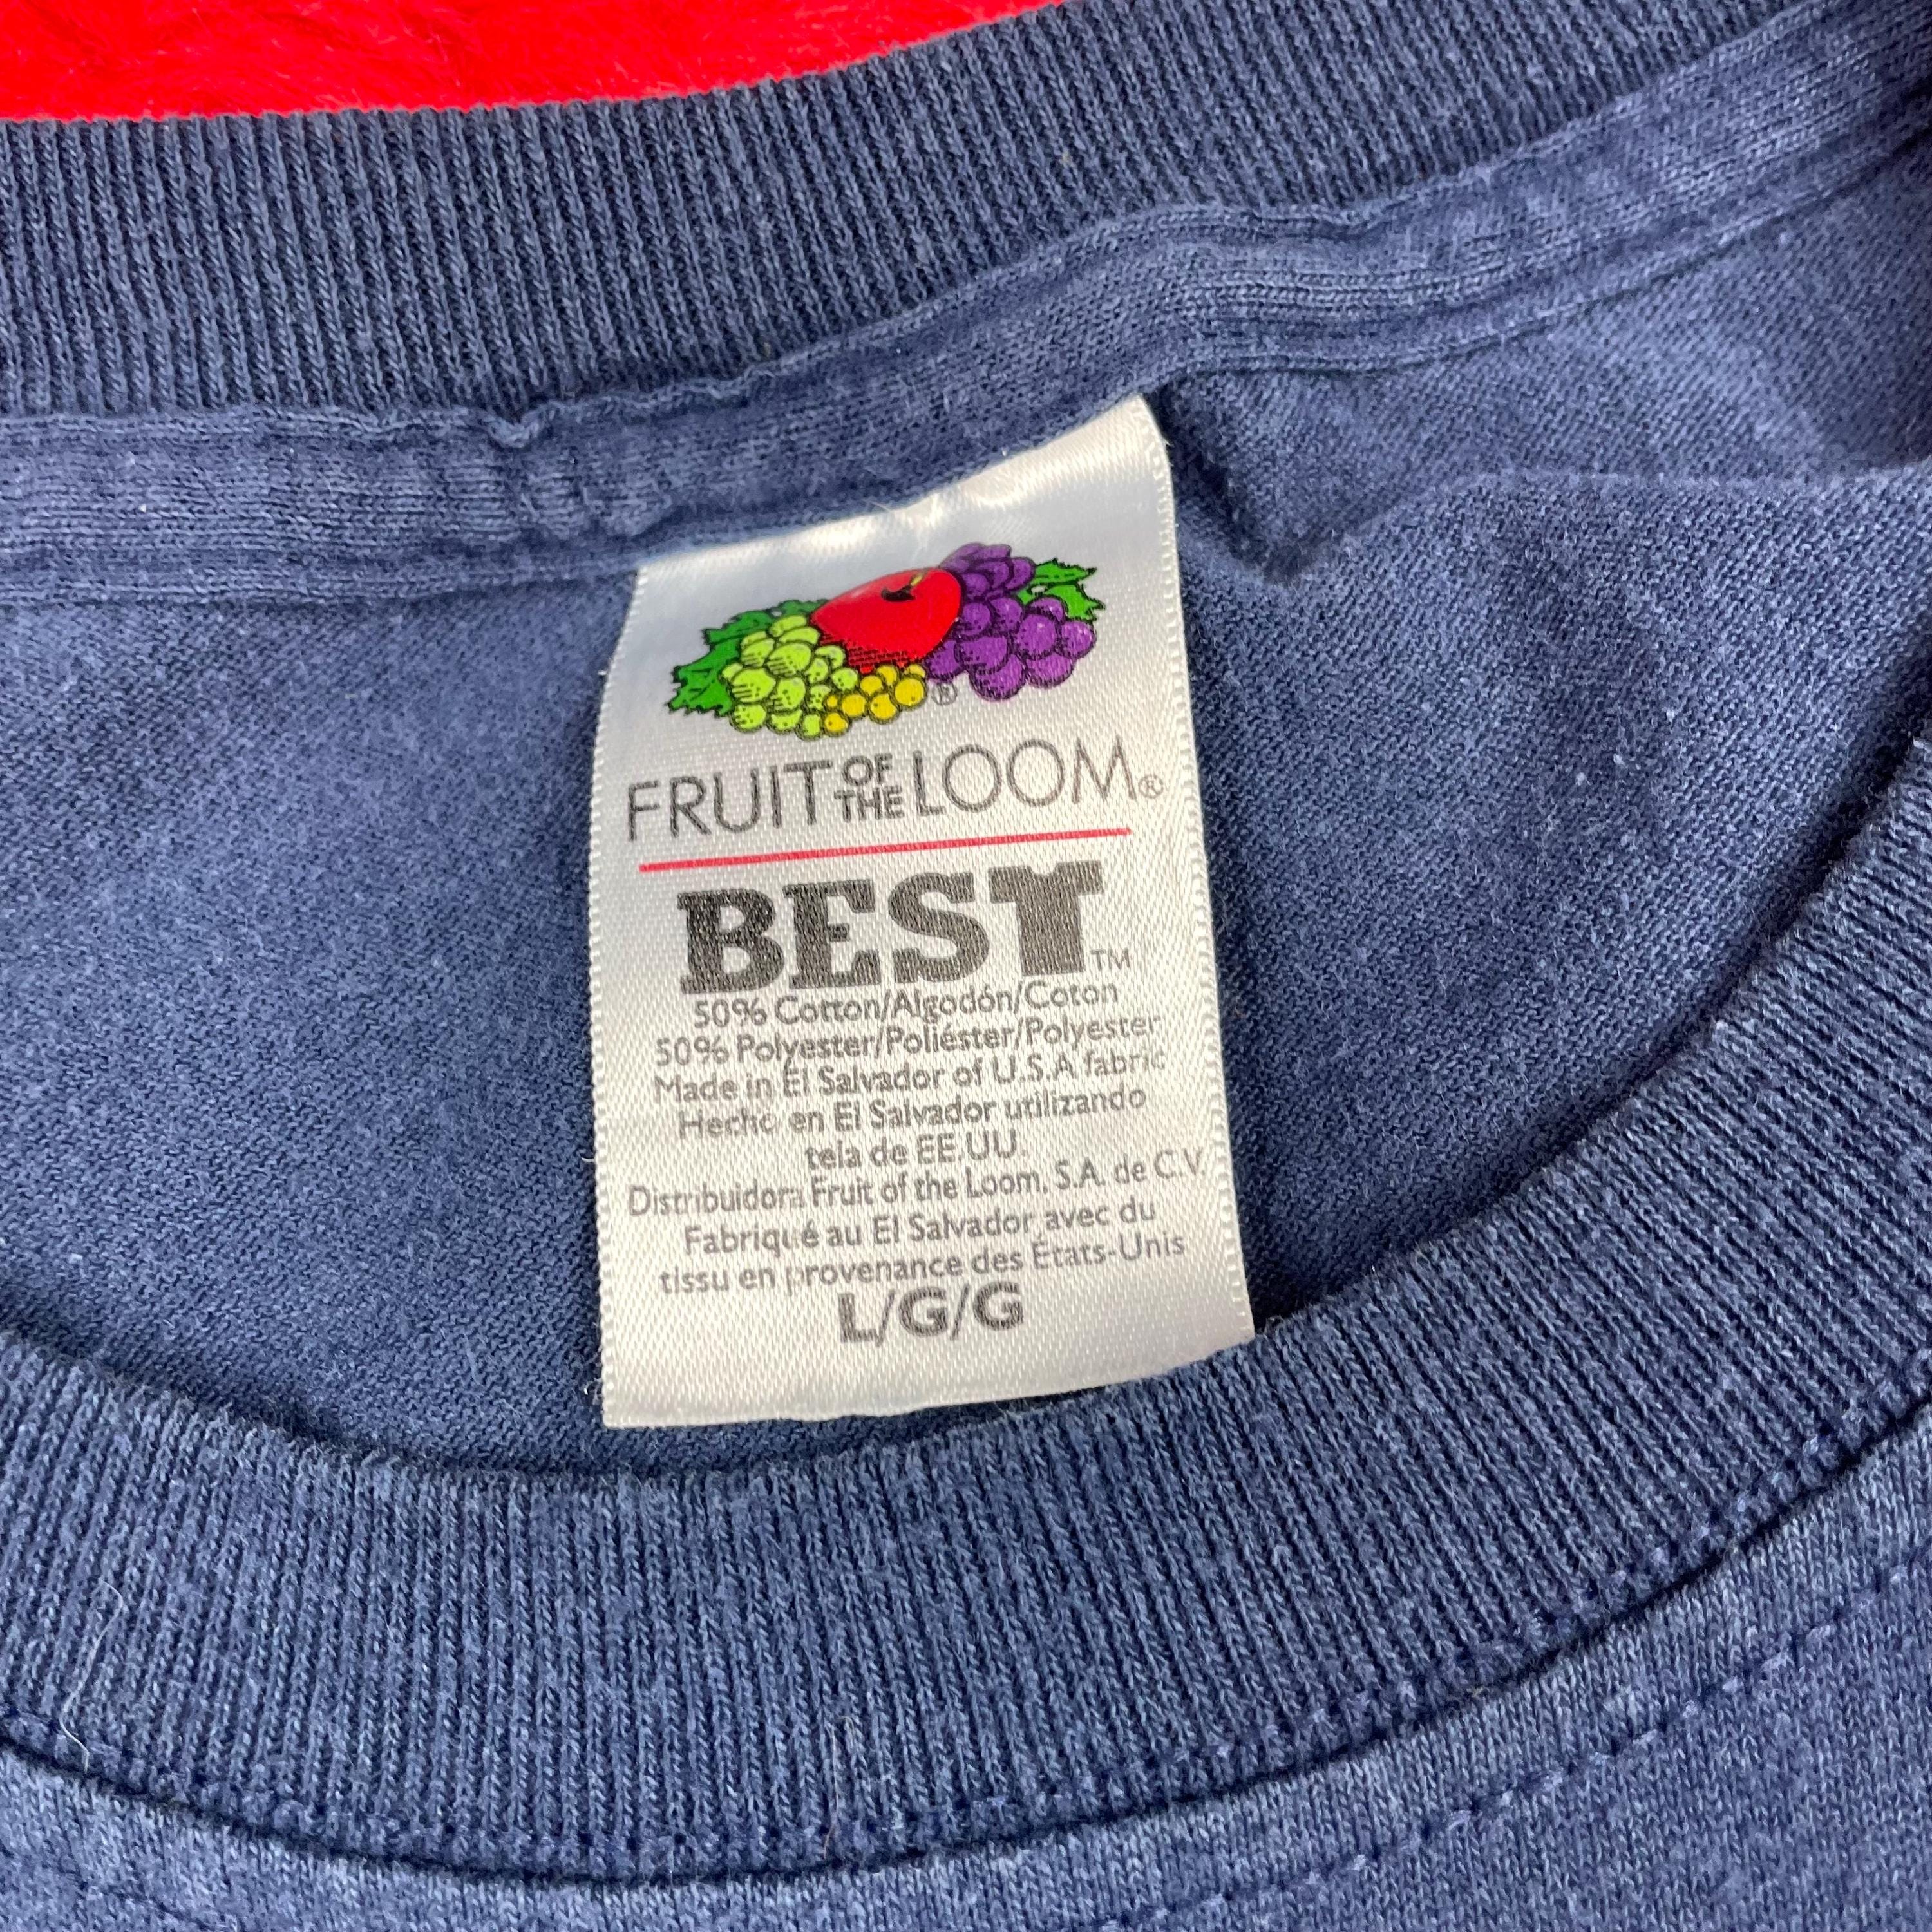 ®
FRUIT OF THE LOOM®
BEST™
50% Cotton/Algodón/Coton
50% Polyester/Poliéster/Polyester
Made in El Salvador of U.S.A fabric
Hecho en El Salvador utilizando
tela de EE.UU.
Distribuidora Fruit of the Loom, S.A. de C.V.
Fabriqué au El Salvador avec du
tissu en provenance des États-Unis
L/G/G